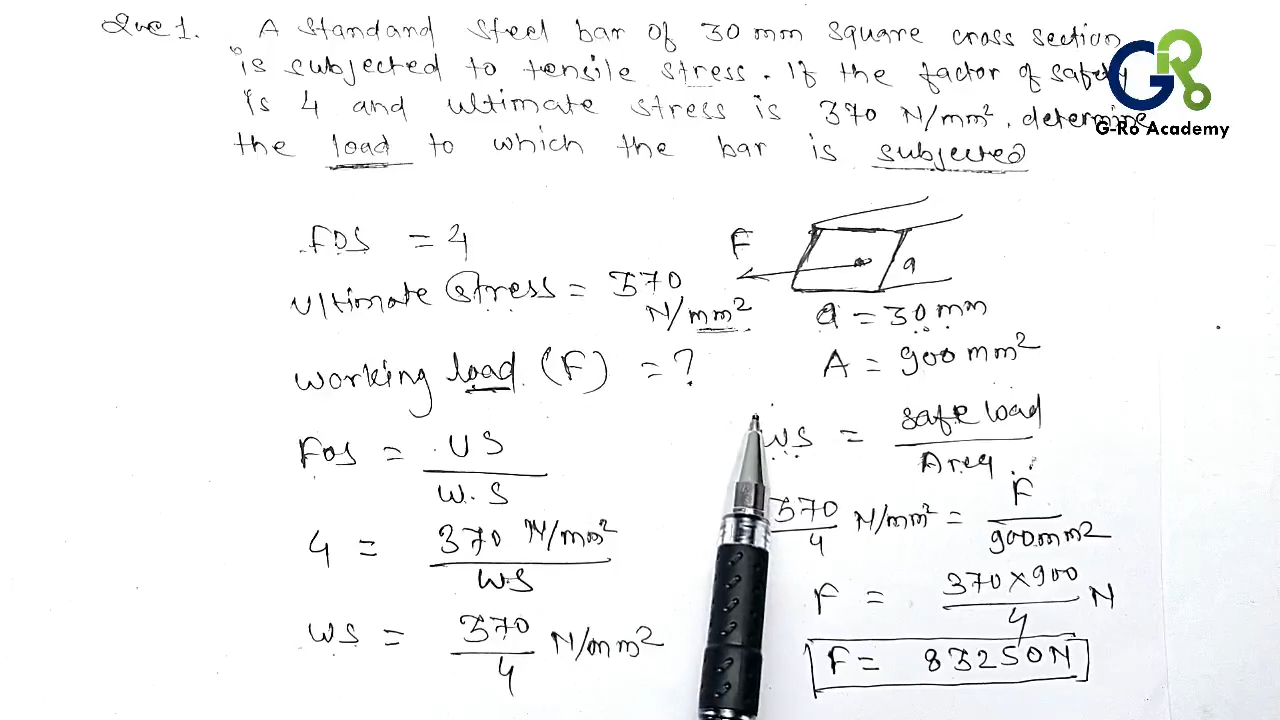 Que 1. A standard steel bar of 30 mm square cross section
is subjected to tensile stress. If the factor of safety
is 4 and ultimate stress is 370 N/mm², determine
the load to which the bar is subjected
G-Ro Academy
FOS = 4
Ultimate Stress = 370
N/mm²
working load (F) = ?
FOS = US
W.S
4 = 370 N/mm²
WS
WS = 370 N/mm²
4
F
a
a = 30 mm
A = 900 mm²
WS = safe load
Area
370 N/mm² = F
4 900mm²
F = 370×900 N
4
F = 83250N